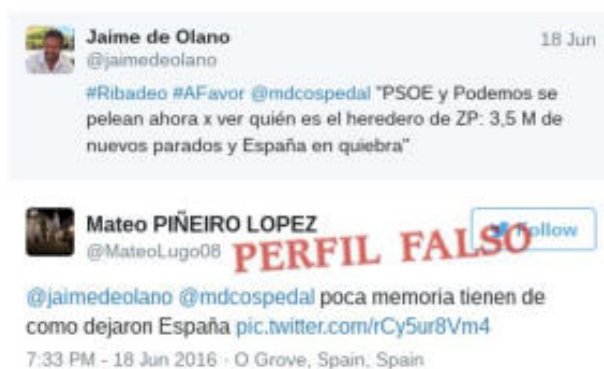 Jaime de Olano
18 Jun
@jaimedeolano
#Ribadeo #AFavor @mdcospedal "PSOE y Podemos se
pelean ahora x ver quién es el heredero de ZP: 3,5 M de
nuevos parados y España en quiebra"
Mateo PIÑEIRO LOPEZ
Follow
@MateoLugo08
PERFIL FALSO
@jaimedeolano @mdcospedal poca memoria tienen de
como dejaron España pic.twitter.com/rCy5ur8Vm4
7:33 PM - 18 Jun 2016 · O Grove, Spain, Spain